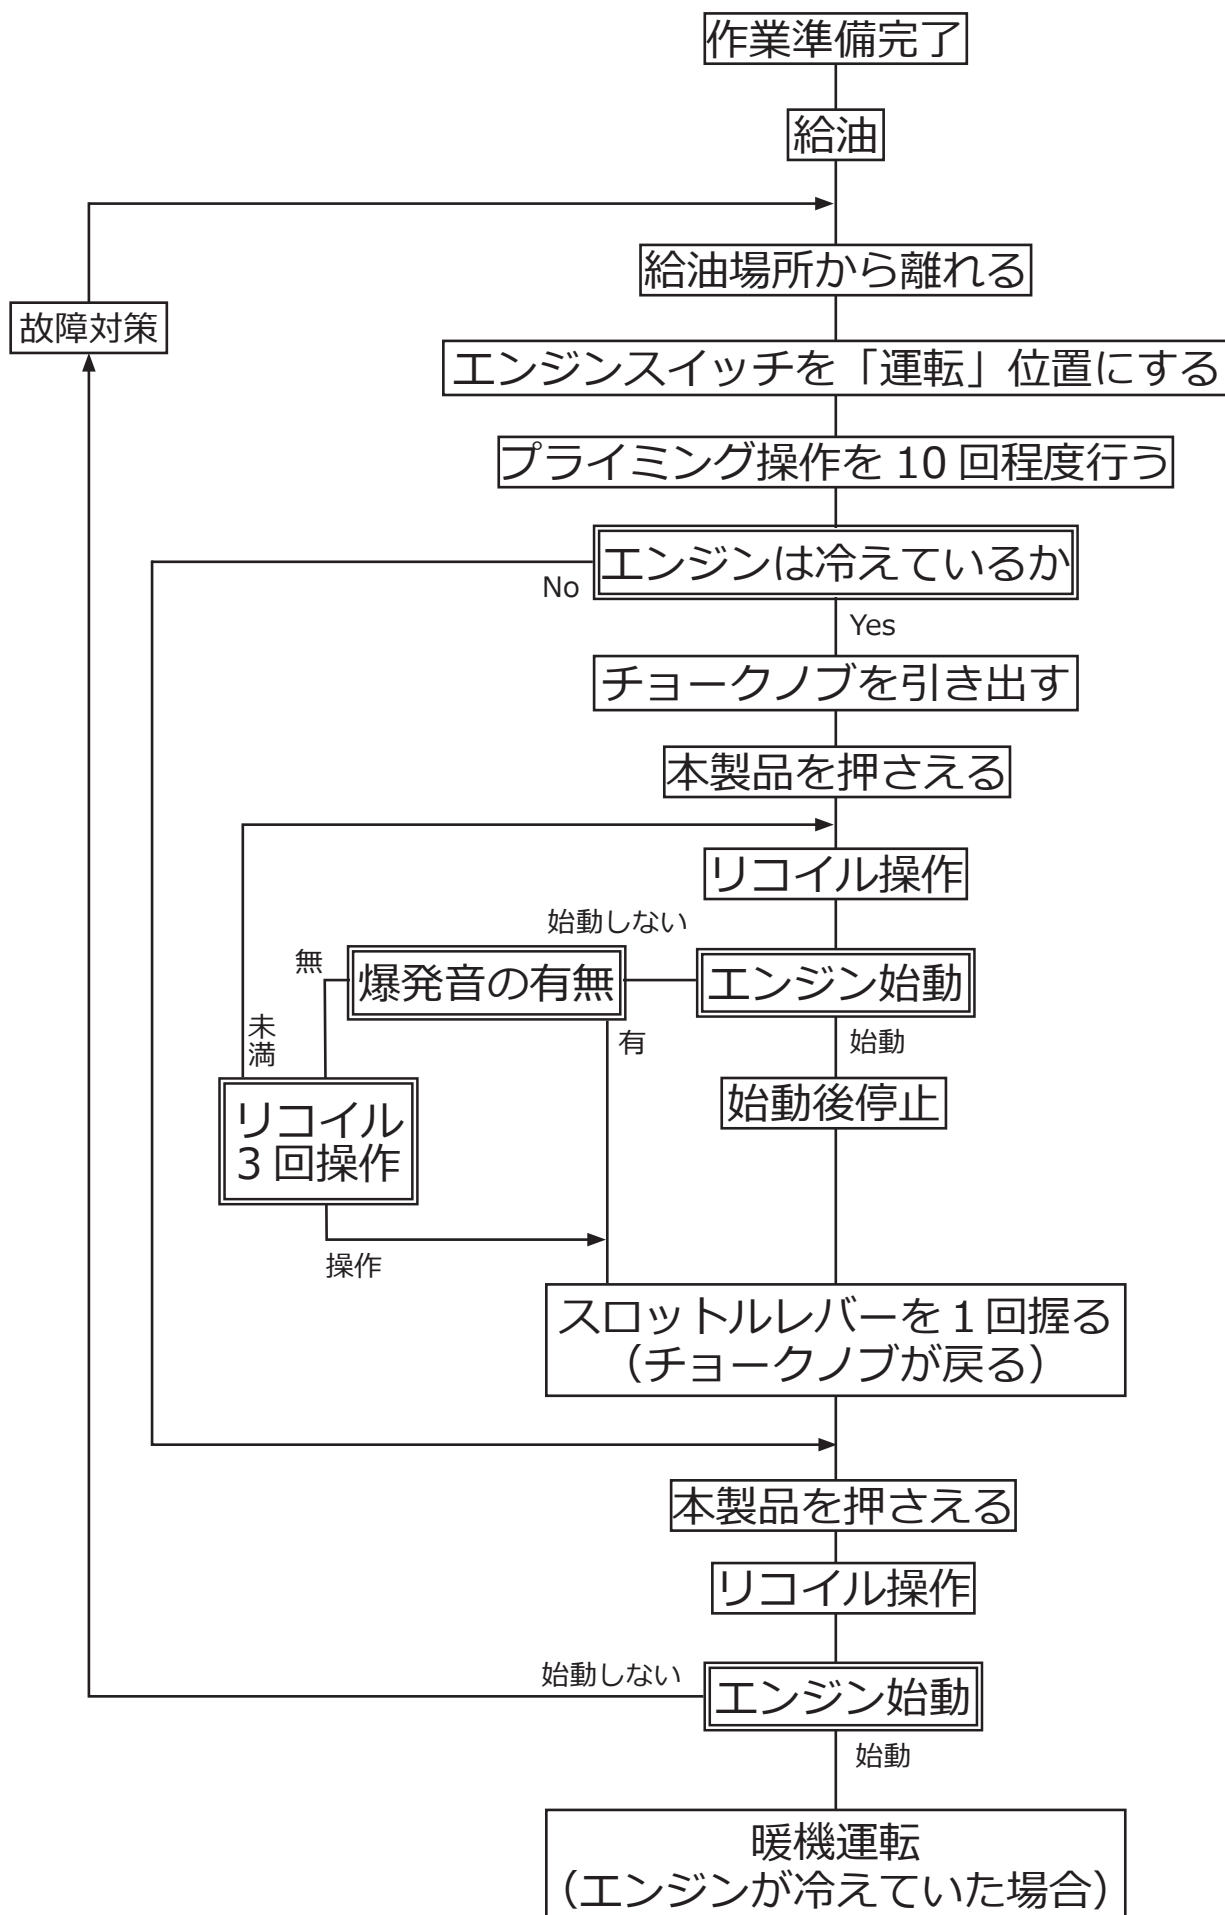 作業準備完了
給油
給油場所から離れる
故障対策
エンジンスイッチを「運転」位置にする
プライミング操作を 10 回程度行う
エンジンは冷えているか
No
Yes
チョークノブを引き出す
本製品を押さえる
リコイル操作
始動しない
無
爆発音の有無
エンジン始動
未満
有
始動
始動後停止
リコイル
3 回操作
操作
スロットルレバーを 1 回握る
(チョークノブが戻る)
本製品を押さえる
リコイル操作
始動しない
エンジン始動
始動
暖機運転
(エンジンが冷えていた場合)